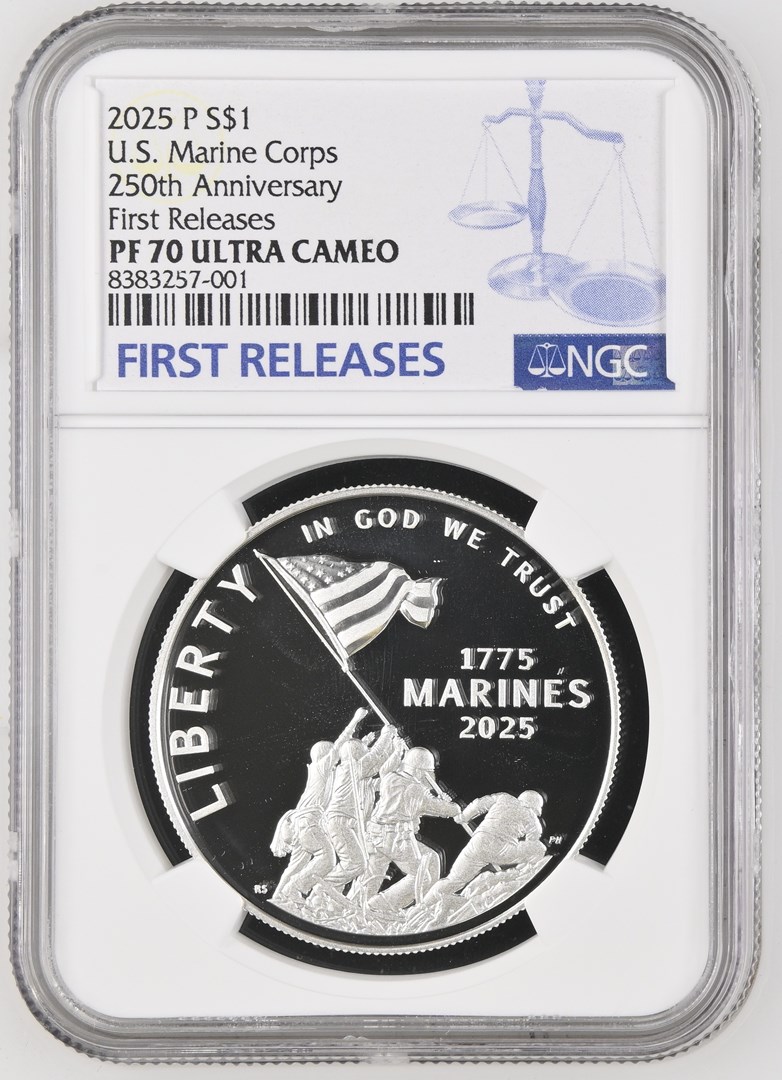 2025 P S$1
U.S. Marine Corps
250th Anniversary
First Releases
PF 70 ULTRA CAMEO
8383257-001
FIRST RELEASES
NGC
IN GOD WE TRUST
LIBERTY
1775
MARINES
2025
RS
PH